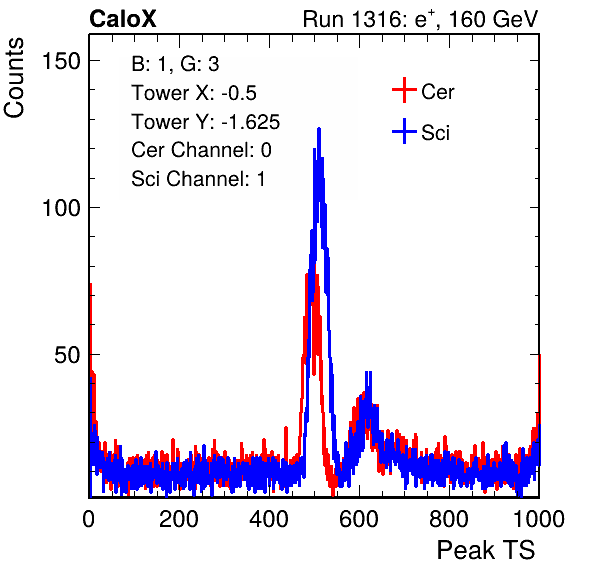 CaloX Run 1316: e+, 160 GeV
Counts
B: 1, G: 3
Tower X: -0.5
Tower Y: -1.625
Cer Channel: 0
Sci Channel: 1
Cer
Sci
150
100
50
0 200 400 600 800 1000
Peak TS